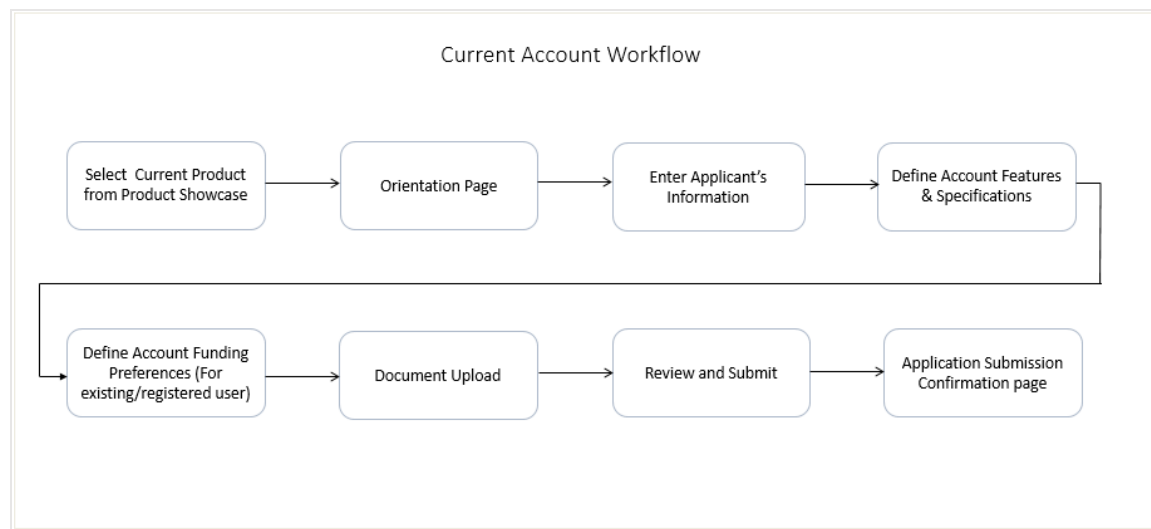 Current Account Workflow
Select Current Product
from Product Showcase
Orientation Page
Enter Applicant's
Information
Define Account Features
& Specifications
Define Account Funding
Preferences (For
existing/registered user)
Document Upload
Review and Submit
Application Submission
Confirmation page